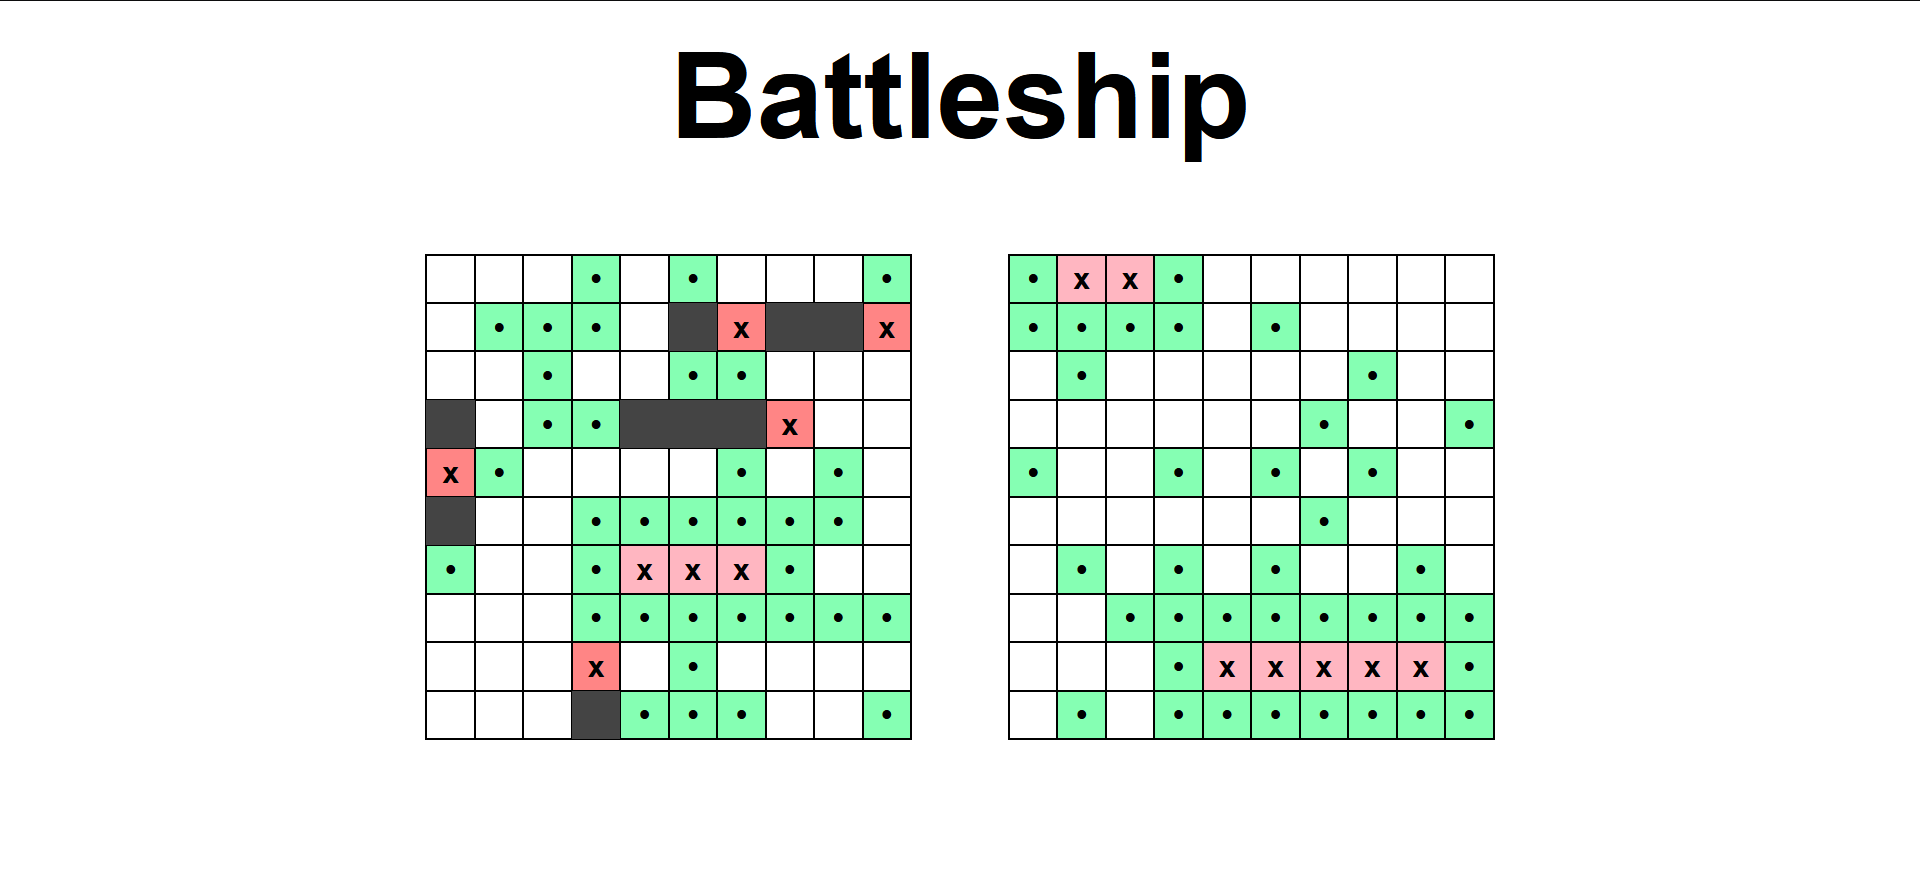 Battleship
• • •
• • • x x
• • •
• • x
x • • •
• • • • • •
• • x x x •
• • • • • • •
x •
• • • •
• x x •
• • • • •
• •
• •
• • • •
•
• • • •
• • • • • • • •
• x x x x x •
• • • • • • • •